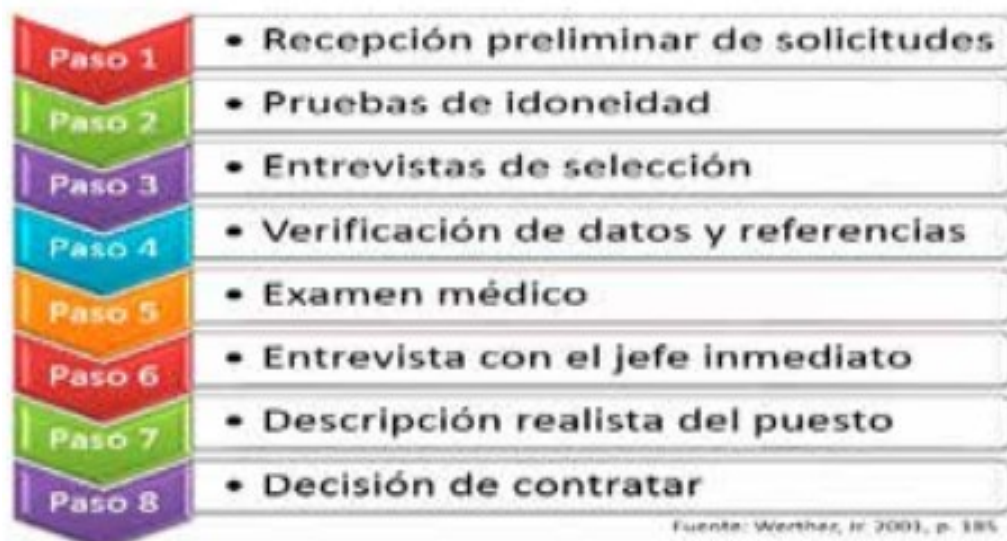 Paso 1
• Recepción preliminar de solicitudes
Paso 2
• Pruebas de idoneidad
Paso 3
• Entrevistas de selección
Paso 4
• Verificación de datos y referencias
Paso 5
• Examen médico
Paso 6
• Entrevista con el jefe inmediato
Paso 7
• Descripción realista del puesto
Paso 8
• Decisión de contratar
Fuente: Werther, Jr 2001, p. 185